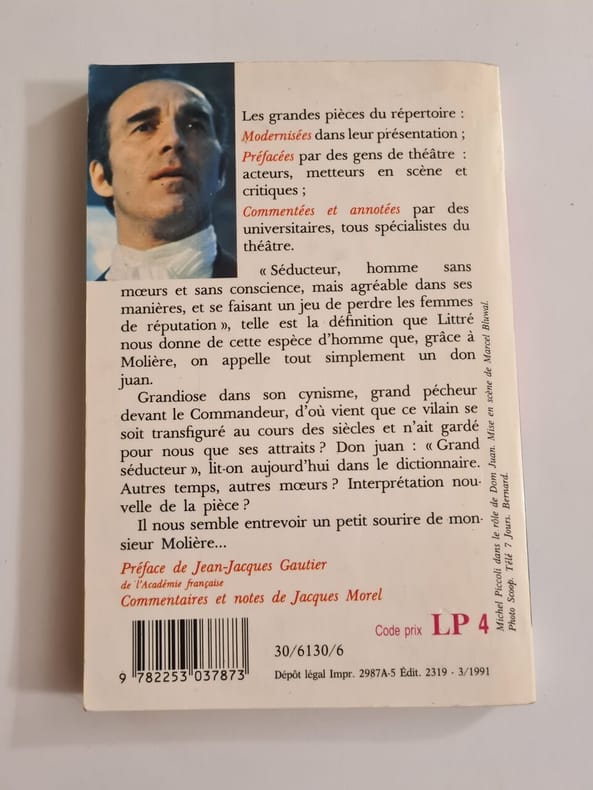 Les grandes pièces du répertoire :
Modernisées dans leur présentation ;
Préfacées par des gens de théâtre :
acteurs, metteurs en scène et
critiques ;
Commentées et annotées par des
universitaires, tous spécialistes du
théâtre.
« Séducteur, homme sans
mœurs et sans conscience, mais agréable dans ses
manières, et se faisant un jeu de perdre les femmes
de réputation », telle est la définition que Littré
nous donne de cette espèce d'homme que, grâce à
Molière, on appelle tout simplement un don
juan.
Grandiose dans son cynisme, grand pécheur
devant le Commandeur, d'où vient que ce vilain se
soit transfiguré au cours des siècles et n'ait gardé
pour nous que ses attraits ? Don juan : « Grand
séducteur », lit-on aujourd'hui dans le dictionnaire.
Autres temps, autres mœurs ? Interprétation nou-
velle de la pièce ?
Il nous semble entrevoir un petit sourire de mon-
sieur Molière...
Préface de Jean-Jacques Gautier
de l'Académie française
Commentaires et notes de Jacques Morel
Michel Piccoli dans le rôle de Dom Juan. Mise en scène de Marcel Bluwal.
Photo Scoop. Télé 7 Jours. Bernard.
Code prix LP 4
30/6130/6
9 782253 037873
Dépôt légal Impr. 2987A-5 Édit. 2319 - 3/1991